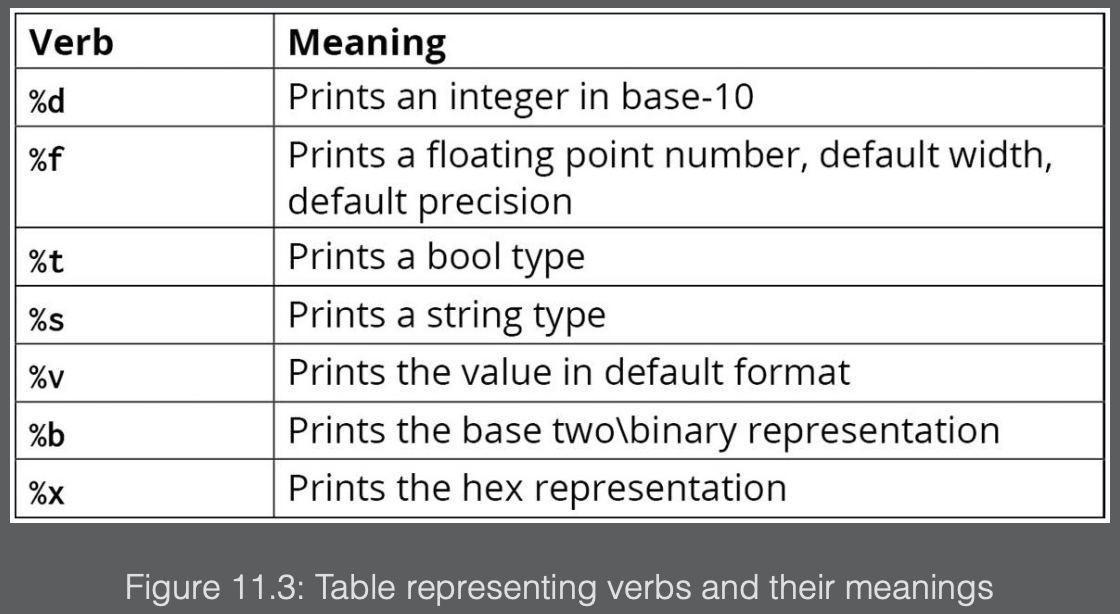 Verb Meaning
%d Prints an integer in base-10
%f Prints a floating point number, default width,
default precision
%t Prints a bool type
%s Prints a string type
%v Prints the value in default format
%b Prints the base two\binary representation
%x Prints the hex representation
Figure 11.3: Table representing verbs and their meanings